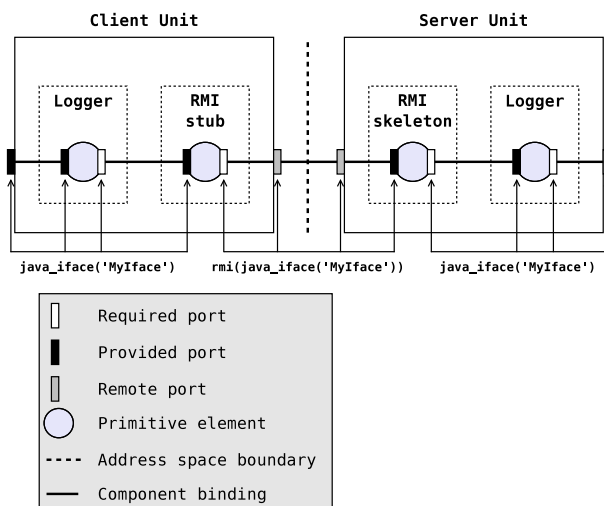 Client Unit
Server Unit
Logger
RMI
stub
RMI
skeleton
Logger
java_iface('MyIface')
rmi(java_iface('MyIface'))
java_iface('MyIface')
Required port
Provided port
Remote port
Primitive element
Address space boundary
Component binding